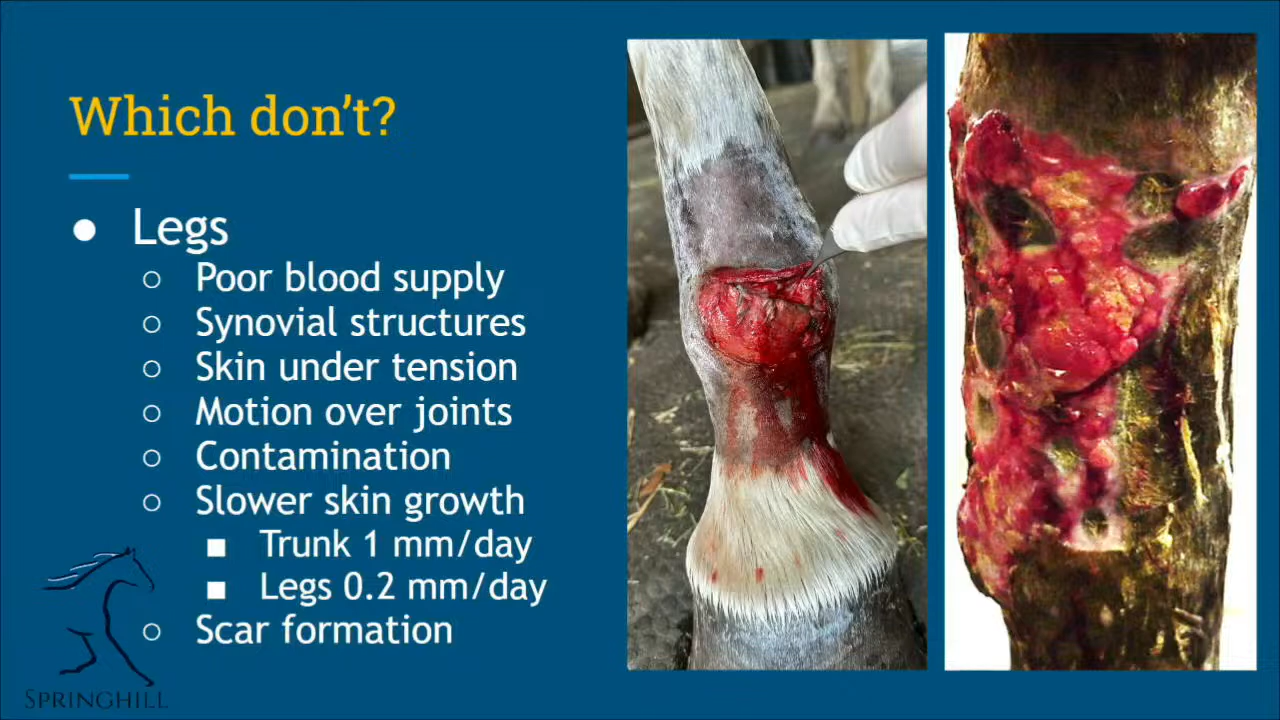 Which don't?
● Legs
○ Poor blood supply
○ Synovial structures
○ Skin under tension
○ Motion over joints
○ Contamination
○ Slower skin growth
■ Trunk 1 mm/day
■ Legs 0.2 mm/day
○ Scar formation
SPRINGHILL